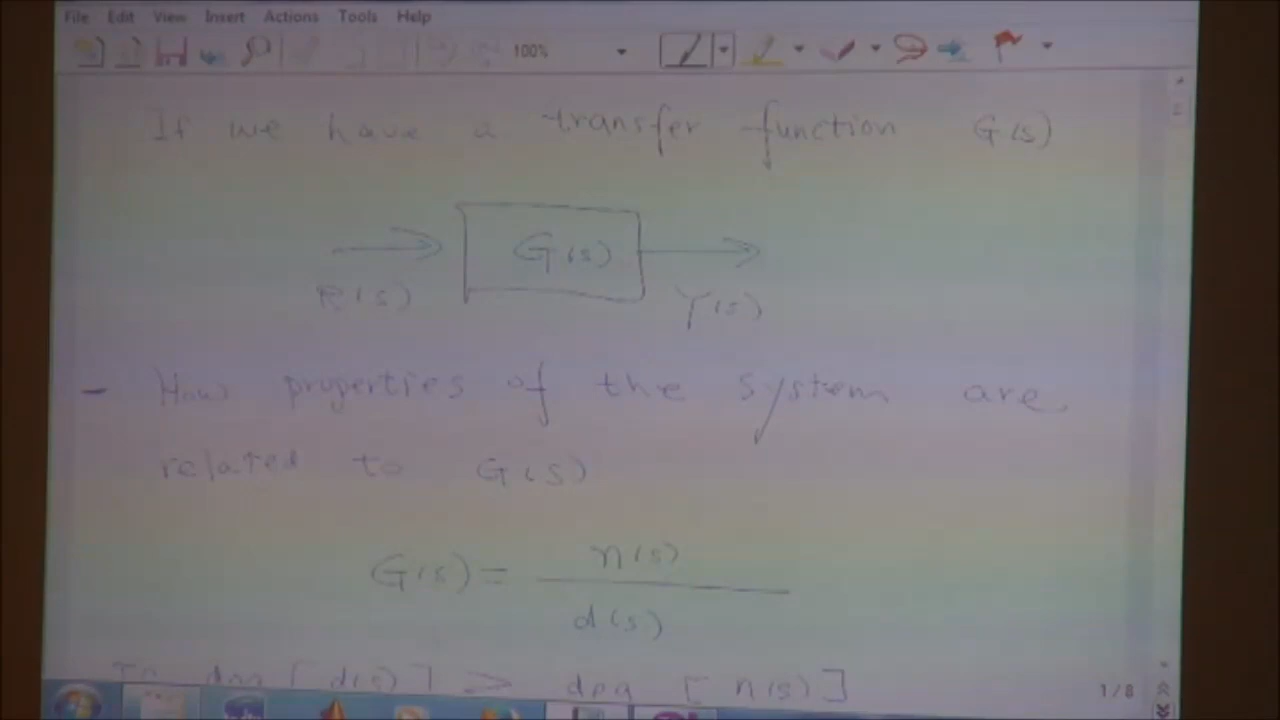 File Edit View Insert Actions Tools Help
100%
If we have a transfer function G(s)
G(s)
R(s)
Y(s)
- How properties of the system are
related to G(s)
n(s)
G(s) =
d(s)
deg [ d(s) ] > deg [ n(s) ]
1 / 8